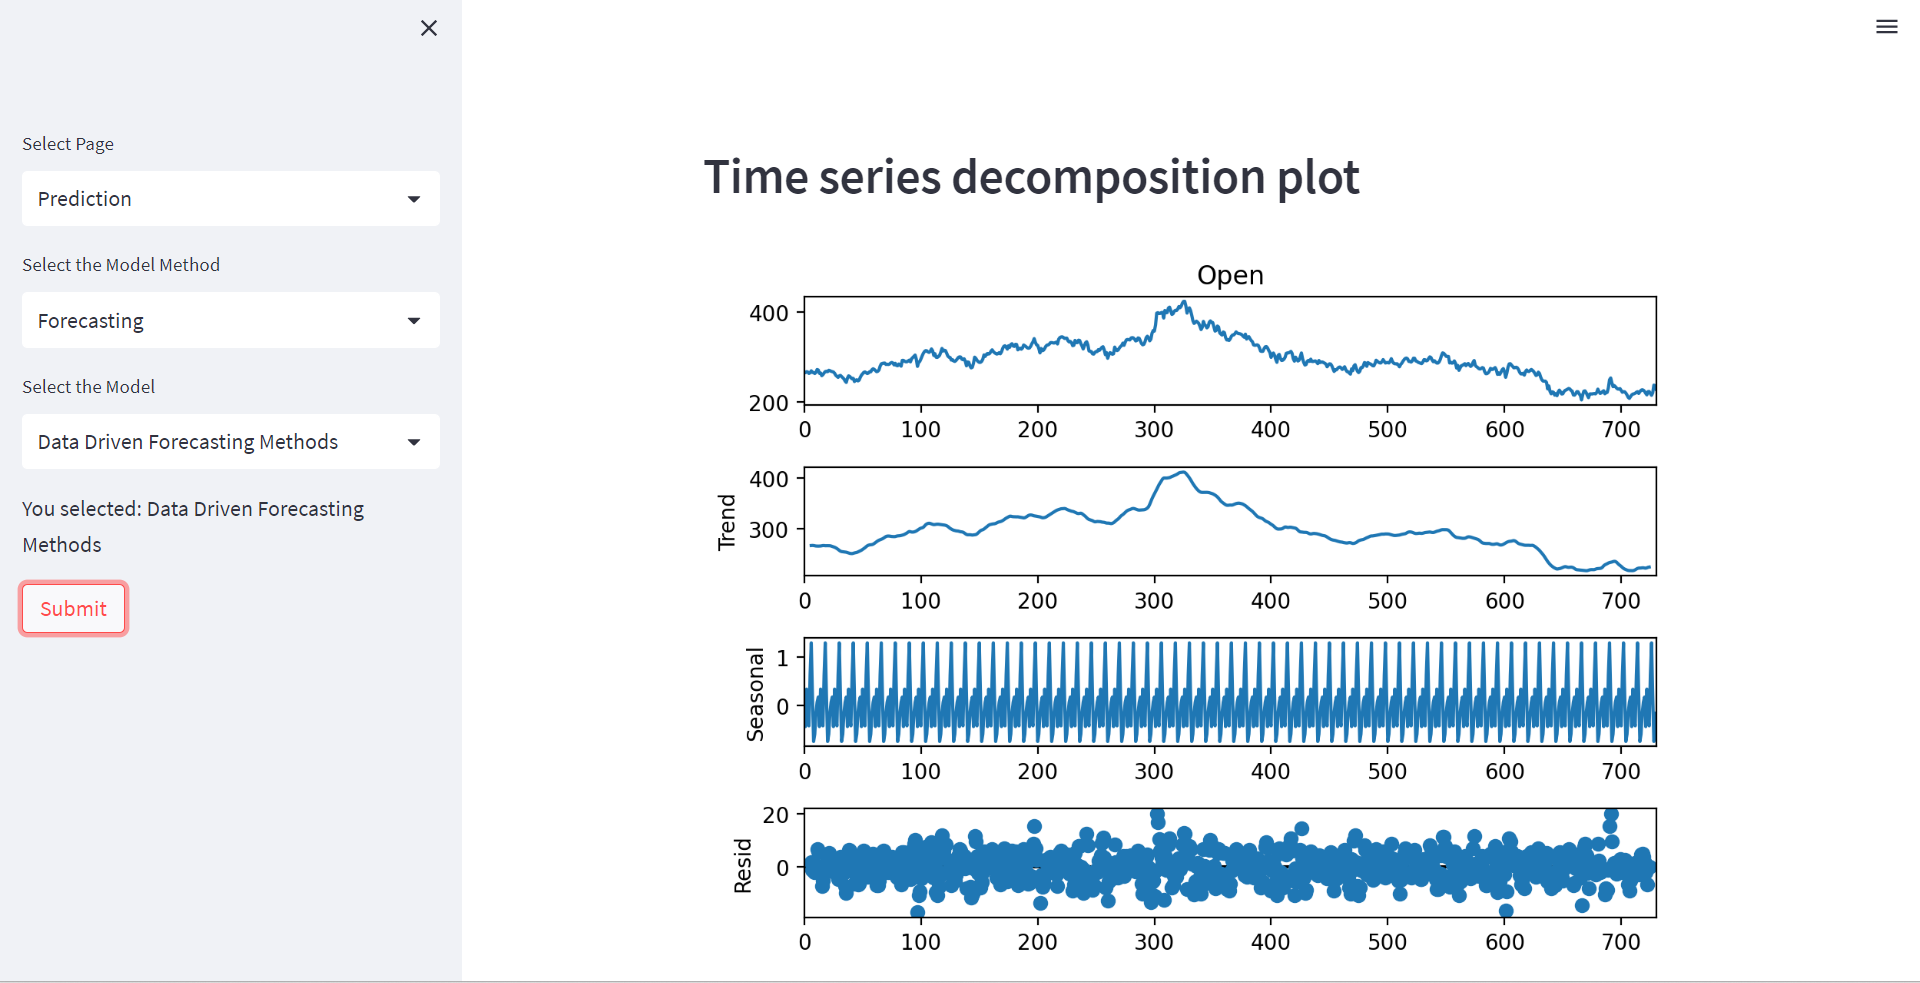 Select Page
Prediction
Select the Model Method
Forecasting
Select the Model
Data Driven Forecasting Methods
You selected: Data Driven Forecasting
Methods
Submit
Time series decomposition plot
Open
400
200
0 100 200 300 400 500 600 700
Trend
400
300
0 100 200 300 400 500 600 700
Seasonal
1
0
0 100 200 300 400 500 600 700
Resid
20
0
0 100 200 300 400 500 600 700